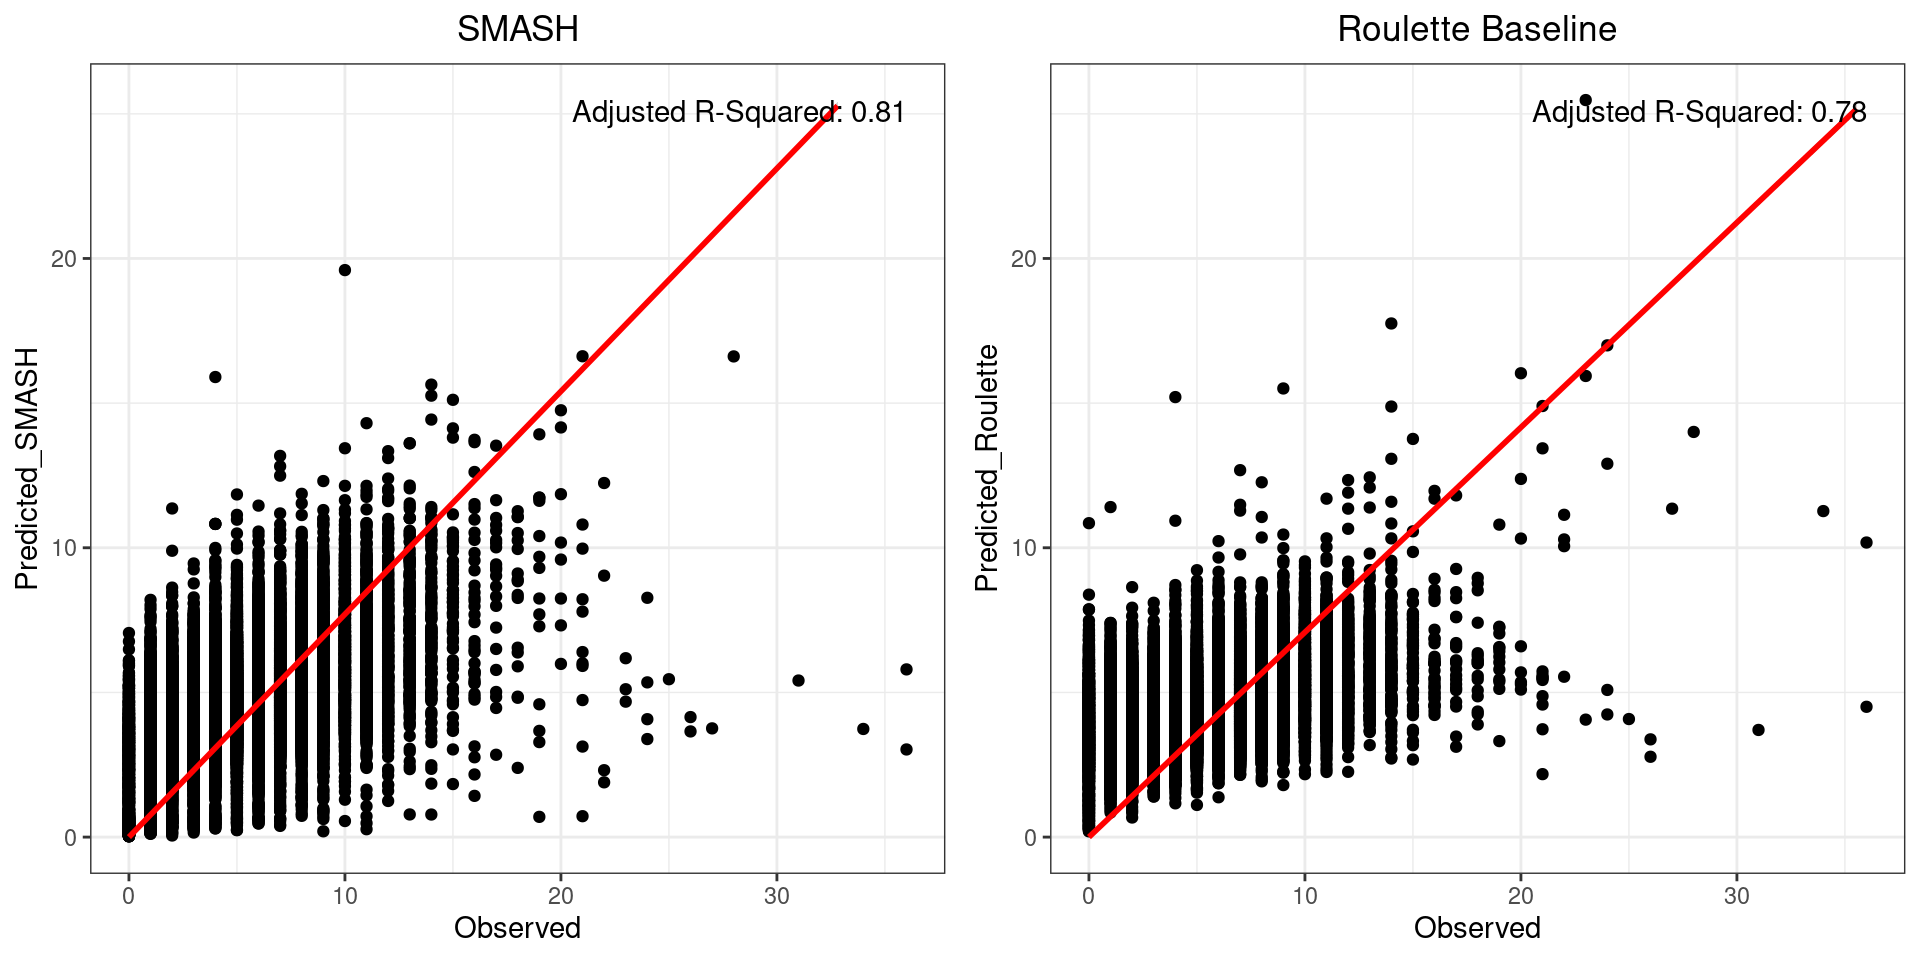 SMASH
Adjusted R-Squared: 0.81
Predicted_SMASH
20
10
0
0 10 20 30
Observed
Roulette Baseline
Adjusted R-Squared: 0.78
Predicted_Roulette
20
10
0
0 10 20 30
Observed